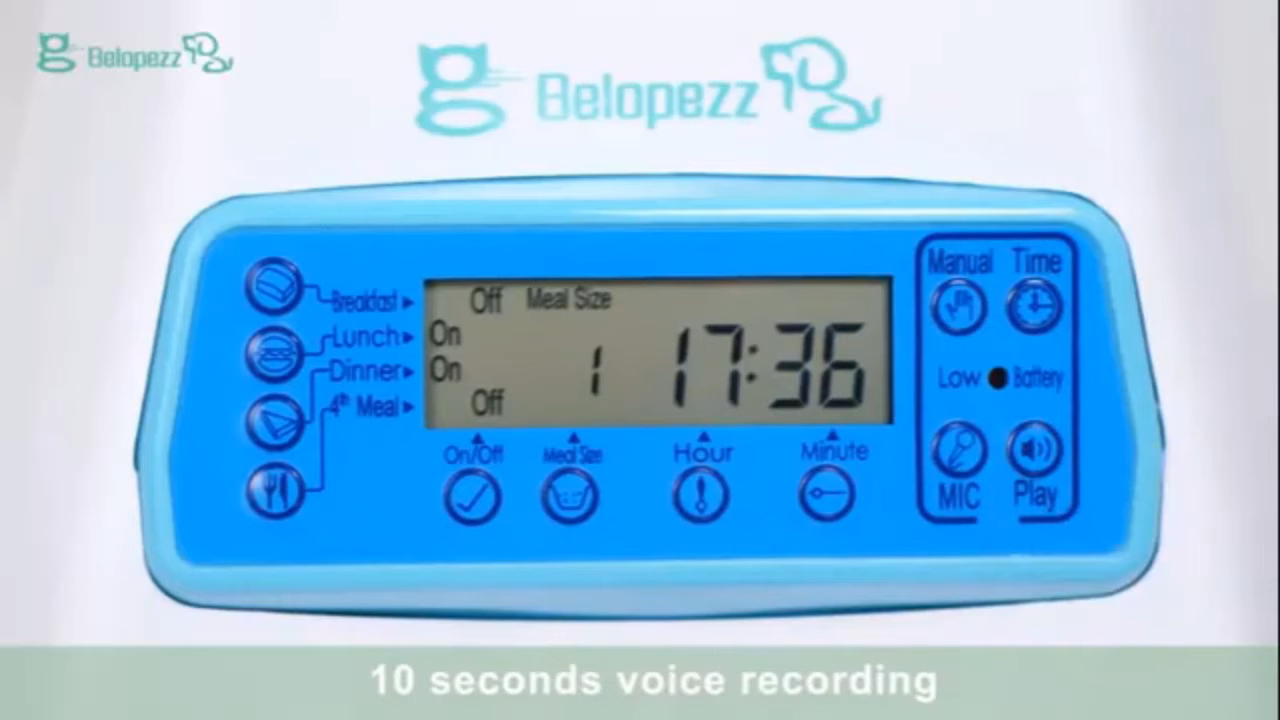 Belopezz
Belopezz
Breakfast
Lunch
Dinner
4th Meal
Off Meal Size
On
On
Off
1 17:36
On/Off Meal Size Hour Minute
Manual Time
Low Battery
MIC Play
10 seconds voice recording